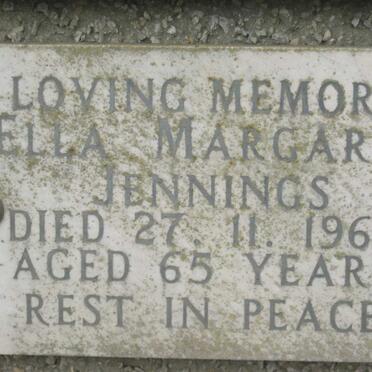 LOVING MEMOR
ELLA MARGAR
JENNINGS
DIED 27. 11. 196
AGED 65 YEAR
REST IN PEACE